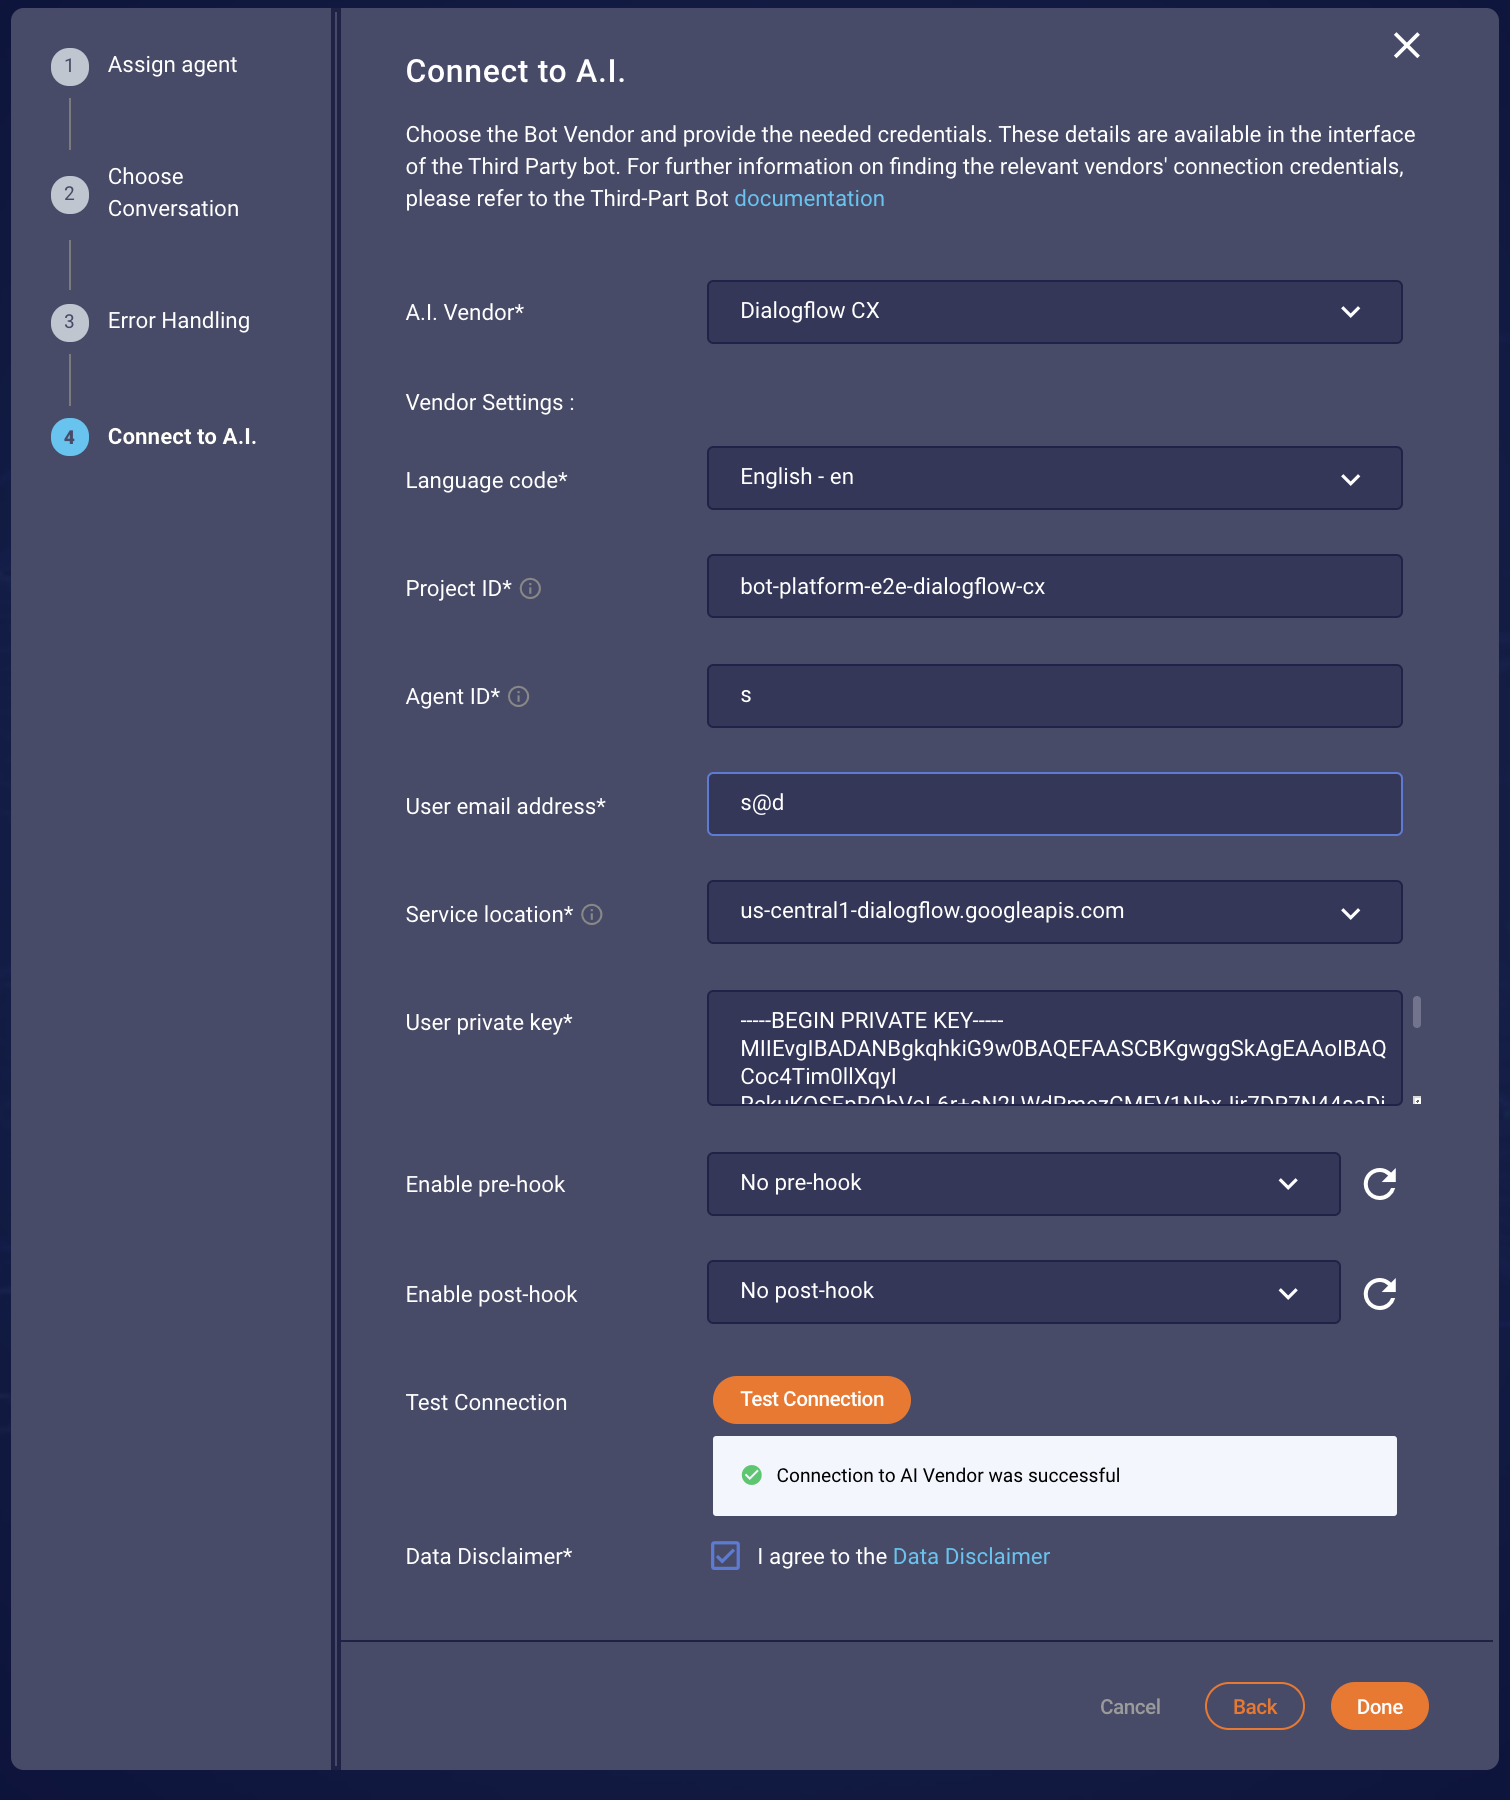 1 Assign agent
2 Choose
Conversation
3 Error Handling
4 Connect to A.I.
Connect to A.I.
Choose the Bot Vendor and provide the needed credentials. These details are available in the interface
of the Third Party bot. For further information on finding the relevant vendors' connection credentials,
please refer to the Third-Part Bot documentation
A.I. Vendor* Dialogflow CX
Vendor Settings :
Language code* English - en
Project ID* bot-platform-e2e-dialogflow-cx
Agent ID* s
User email address* s@d
Service location* us-central1-dialogflow.googleapis.com
User private key* -----BEGIN PRIVATE KEY-----
MIIEvgIBADANBgkqhkiG9w0BAQEFAASCBKgwggSkAgEAAoIBAQ
Coc4Tim0llXqyI
Enable pre-hook No pre-hook
Enable post-hook No post-hook
Test Connection Test Connection
Connection to AI Vendor was successful
Data Disclaimer* I agree to the Data Disclaimer
Cancel Back Done